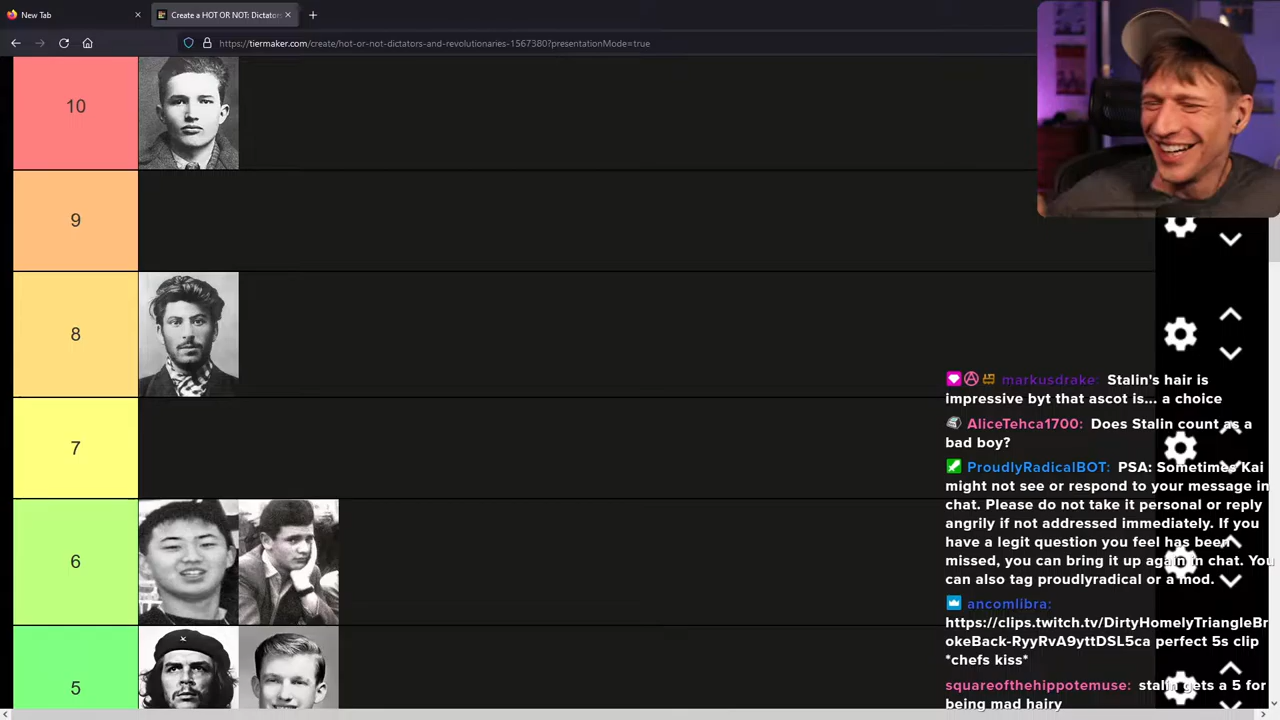 New Tab
Create a HOT OR NOT: Dictator
https://tiermaker.com/create/hot-or-not-dictators-and-revolutionaries-1567380?presentationMode=true
10
9
8
7
6
5
markusdrake: Stalin's hair is
impressive byt that ascot is... a choice
AliceTehca1700: Does Stalin count as a
bad boy?
ProudlyRadicalBOT: PSA: Sometimes Kai
might not see or respond to your message in
chat. Please do not take it personal or reply
angrily if not addressed immediately. If you
have a legit question you feel has been
missed, you can bring it up again in chat. You
can also tag proudlyradical or a mod.
ancomlibra:
https://clips.twitch.tv/DirtyHomelyTriangleBr
okeBack-RyyRvA9yttDSL5ca perfect 5s clip
*chefs kiss*
squareofthehippotemuse: stalin gets a 5 for
being mad hairy